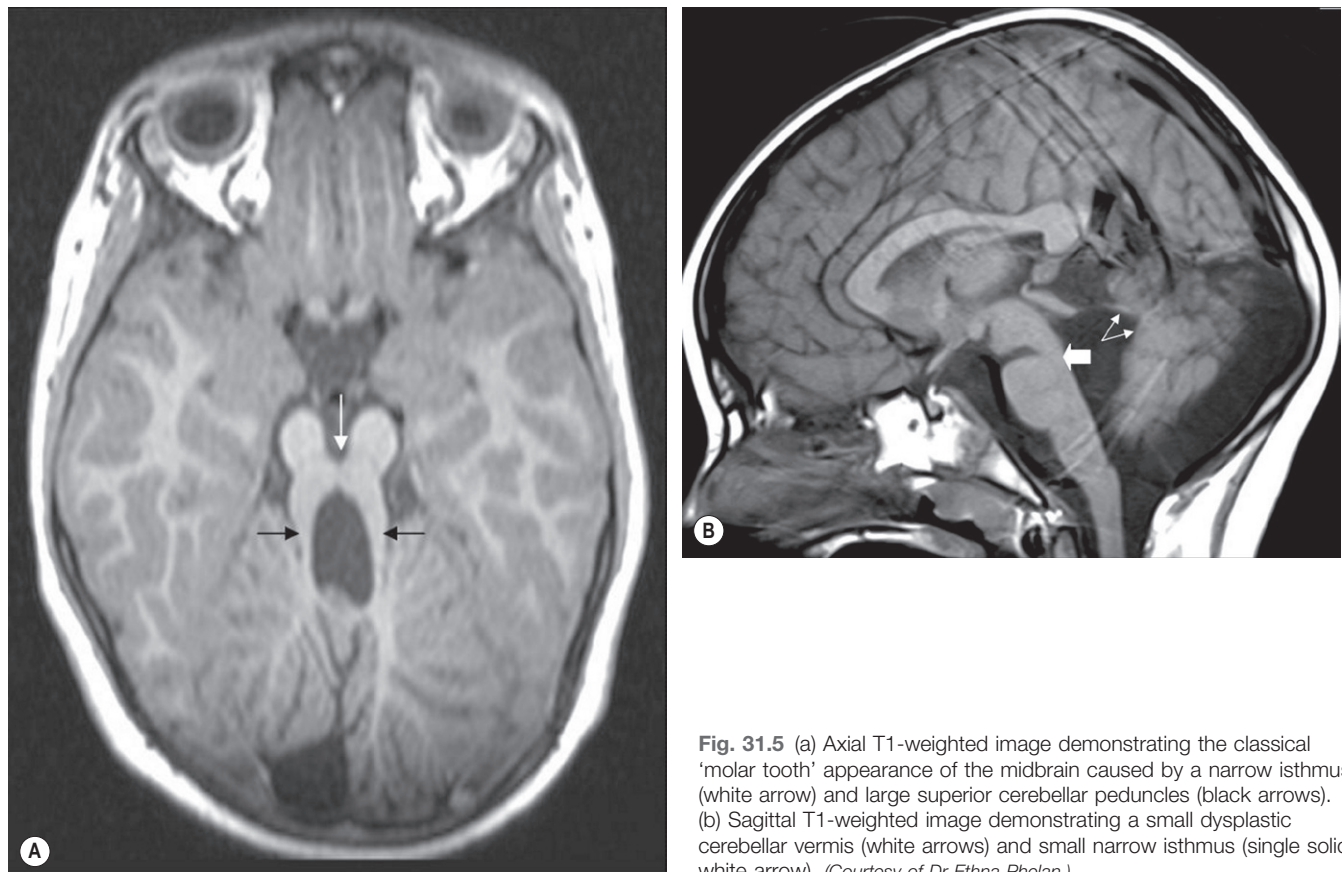 A
B
Fig. 31.5 (a) Axial T1-weighted image demonstrating the classical
‘molar tooth’ appearance of the midbrain caused by a narrow isthmus
(white arrow) and large superior cerebellar peduncles (black arrows).
(b) Sagittal T1-weighted image demonstrating a small dysplastic
cerebellar vermis (white arrows) and small narrow isthmus (single solid
white arrow). (Courtesy of Dr Ethna Phelan.)